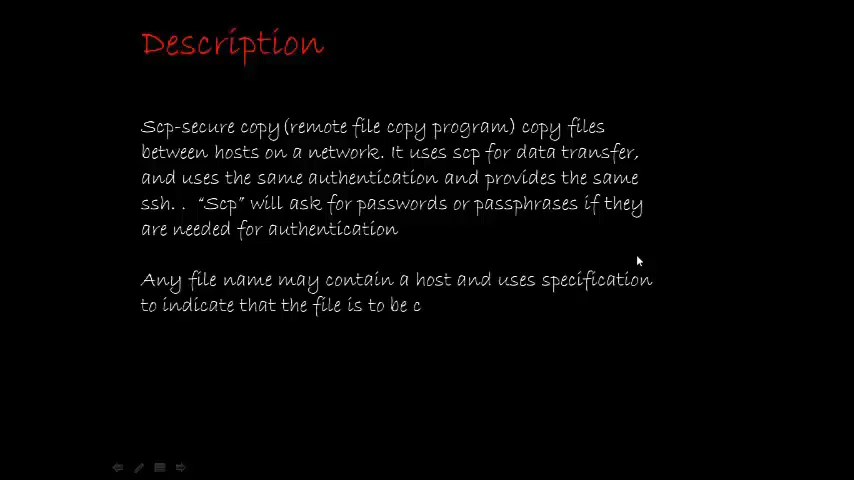 Description
Scp-secure copy(remote file copy program) copy files
between hosts on a network. It uses scp for data transfer,
and uses the same authentication and provides the same
ssh. . “Scp” will ask for passwords or passphrases if they
are needed for authentication
Any file name may contain a host and uses specification
to indicate that the file is to be c